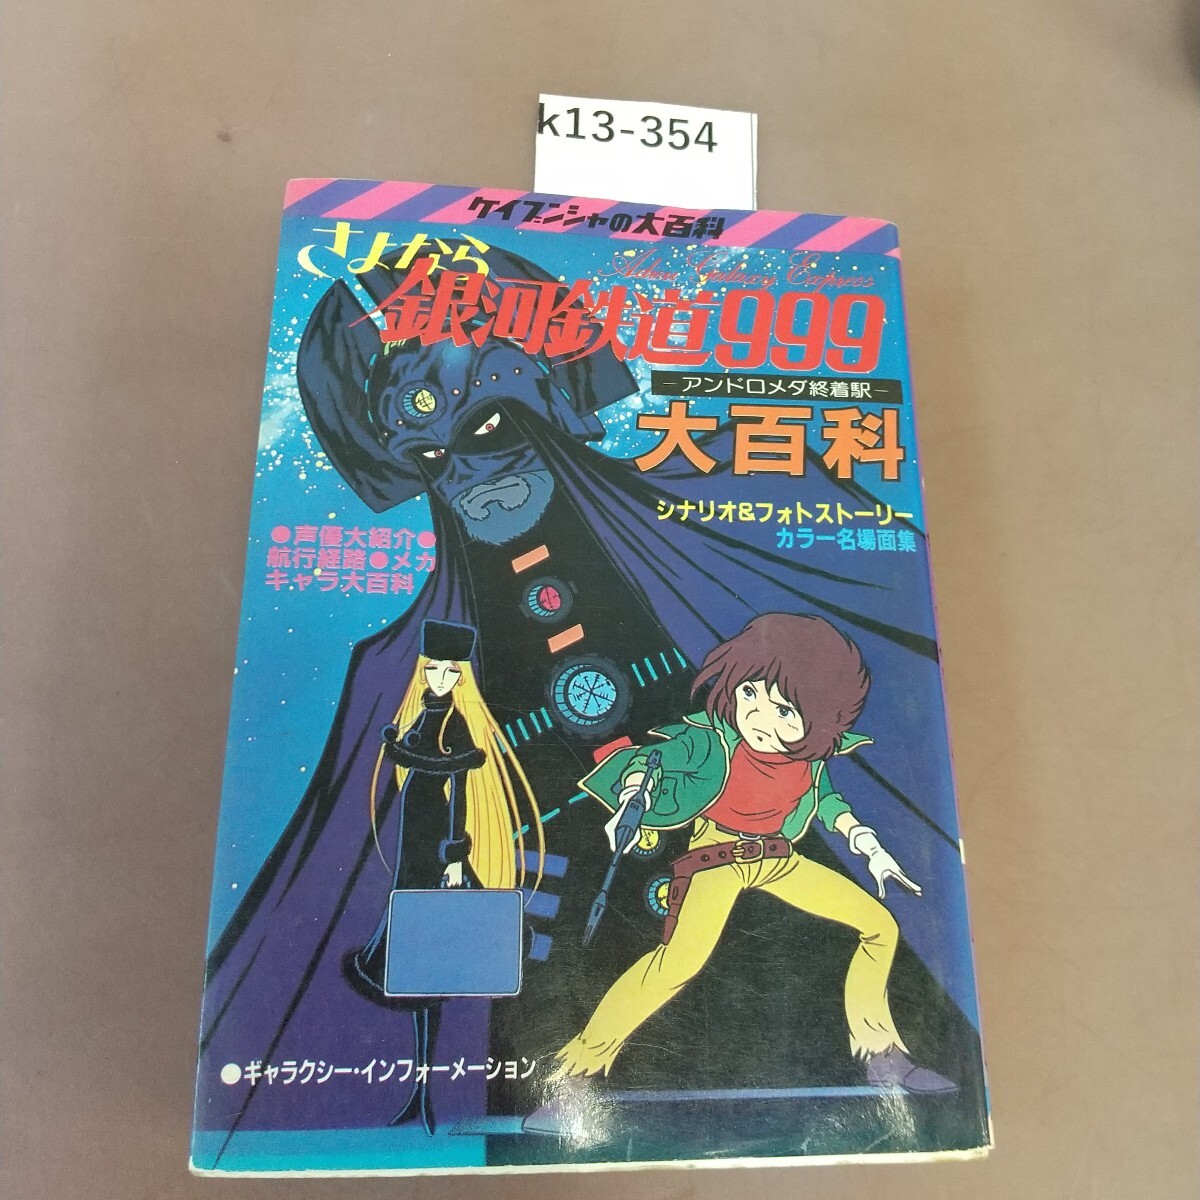 k13-354
ケイブンシャの大百科
さよなら
Adieu Galaxy Express
銀河鉄道999
－アンドロメダ終着駅－
大百科
シナリオ&フォトストーリー
カラー名場面集
●声優大紹介●
航行経路●メカ
キャラ大百科
●ギャラクシー・インフォーメーション